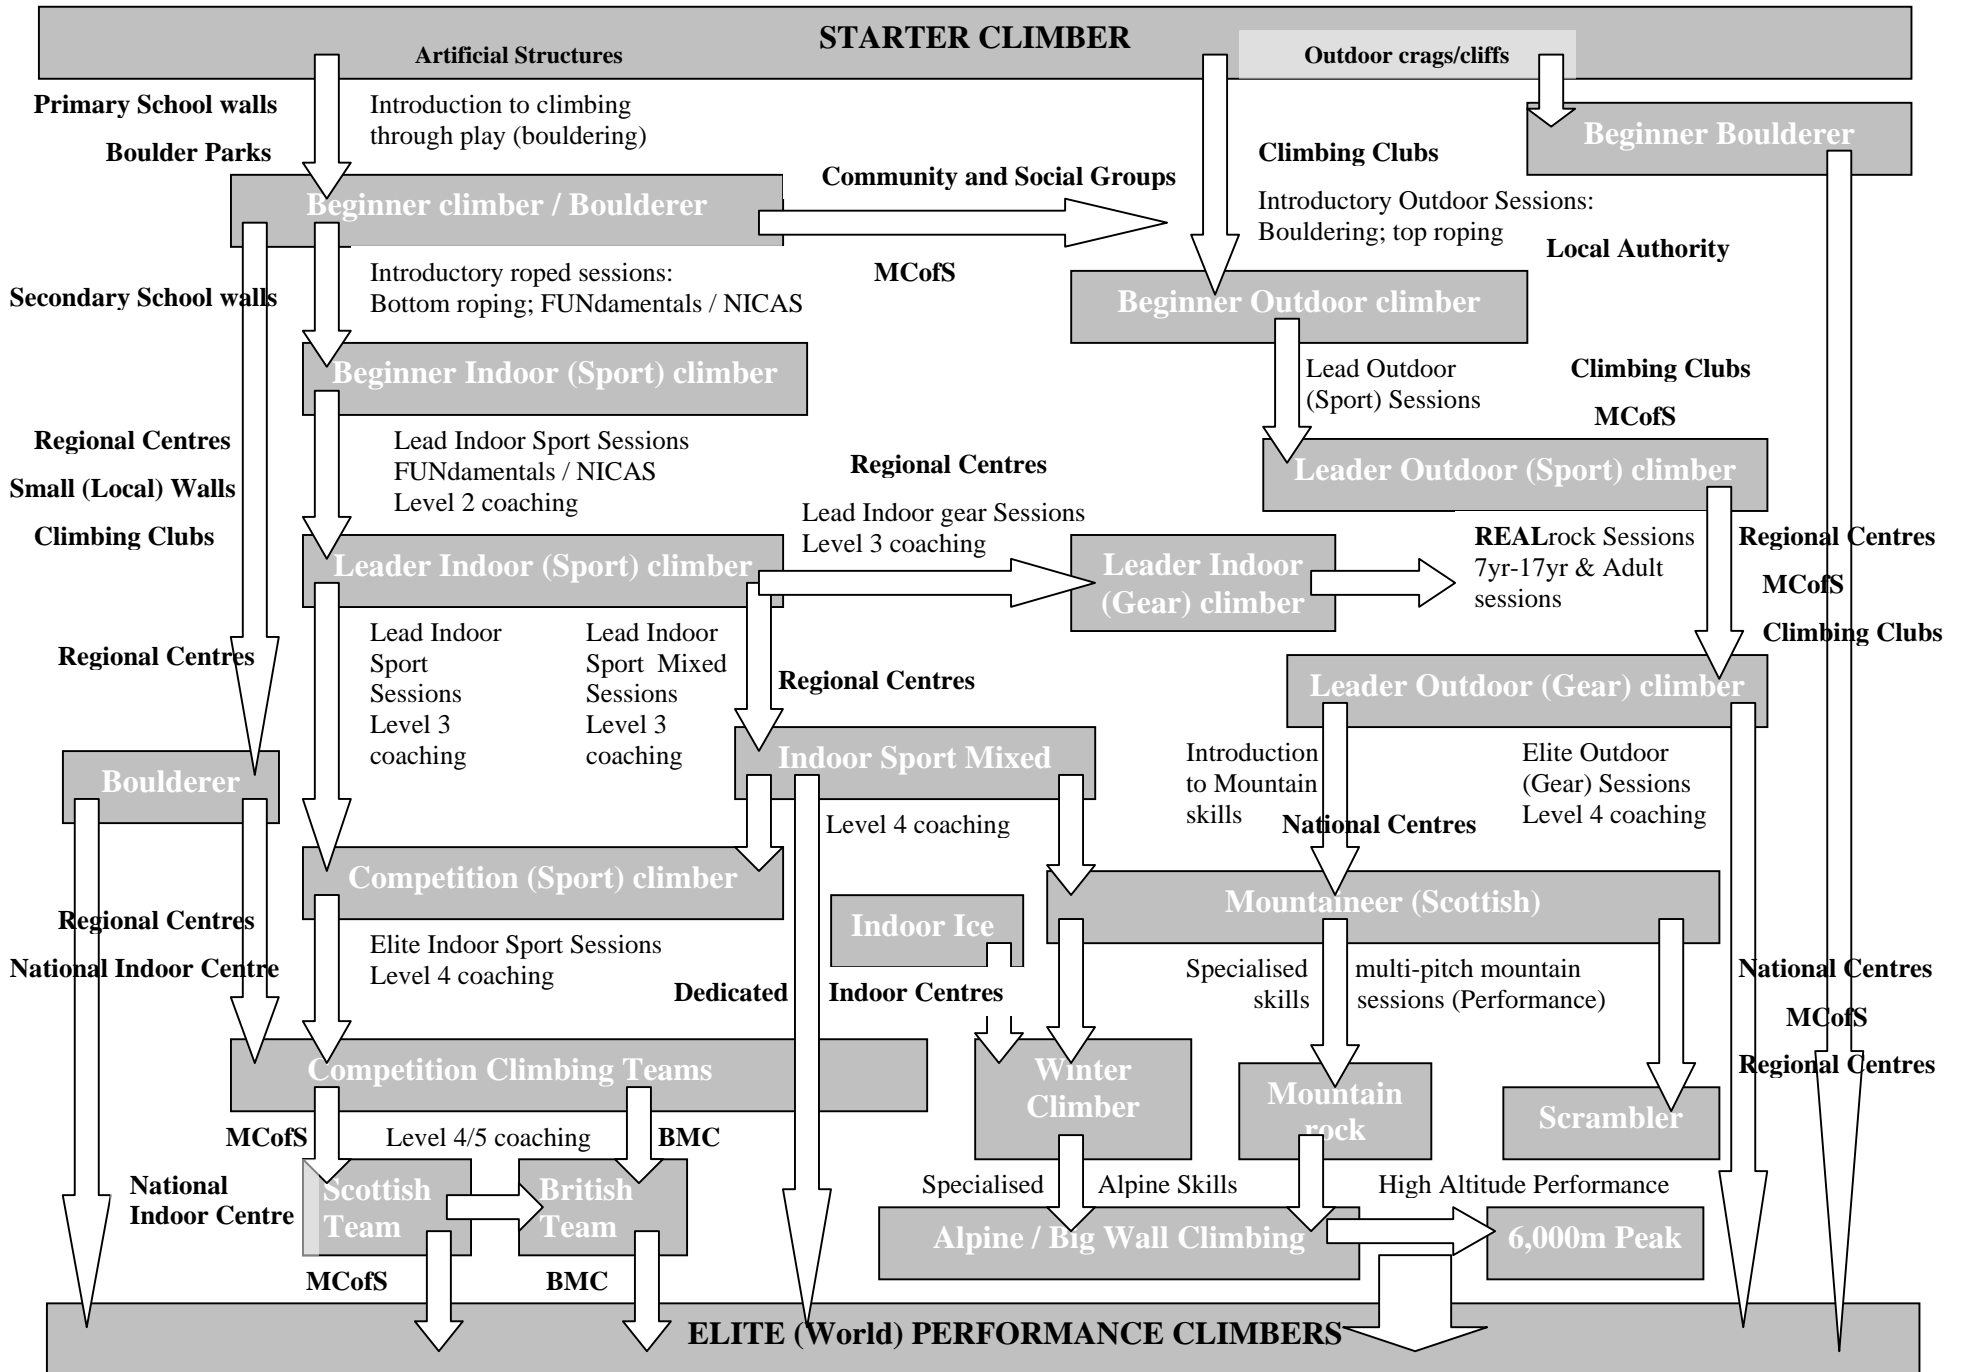 STARTER CLIMBER
Artificial Structures
Outdoor crags/cliffs
Primary School walls
Boulder Parks
Introduction to climbing
through play (bouldering)
Beginner Boulderer
Climbing Clubs
Community and Social Groups
Beginner climber / Boulderer
Introductory Outdoor Sessions:
Bouldering; top roping
Local Authority
MCofS
Secondary School walls
Introductory roped sessions:
Bottom roping; FUNdamentals / NICAS
Beginner Outdoor climber
Beginner Indoor (Sport) climber
Lead Outdoor
(Sport) Sessions
Climbing Clubs
MCofS
Regional Centres
Small (Local) Walls
Climbing Clubs
Lead Indoor Sport Sessions
FUNdamentals / NICAS
Level 2 coaching
Regional Centres
Leader Outdoor (Sport) climber
Lead Indoor gear Sessions
Level 3 coaching
Leader Indoor (Sport) climber
Leader Indoor
(Gear) climber
REALrock Sessions
7yr-17yr & Adult
sessions
Regional Centres
MCofS
Climbing Clubs
Regional Centres
Lead Indoor
Sport
Sessions
Level 3
coaching
Lead Indoor
Sport Mixed
Sessions
Level 3
coaching
Regional Centres
Leader Outdoor (Gear) climber
Boulderer
Indoor Sport Mixed
Introduction
to Mountain
skills
National Centres
Elite Outdoor
(Gear) Sessions
Level 4 coaching
Level 4 coaching
Competition (Sport) climber
Indoor Ice
Mountaineer (Scottish)
Regional Centres
National Indoor Centre
Elite Indoor Sport Sessions
Level 4 coaching
Dedicated Indoor Centres
Specialised multi-pitch mountain
skills sessions (Performance)
National Centres
MCofS
Regional Centres
Competition Climbing Teams
Winter
Climber
Mountain
rock
Scrambler
MCofS
Level 4/5 coaching
BMC
National
Indoor Centre
Scottish
Team
British
Team
Specialised Alpine Skills
High Altitude Performance
Alpine / Big Wall Climbing
6,000m Peak
MCofS
BMC
ELITE (World) PERFORMANCE CLIMBERS